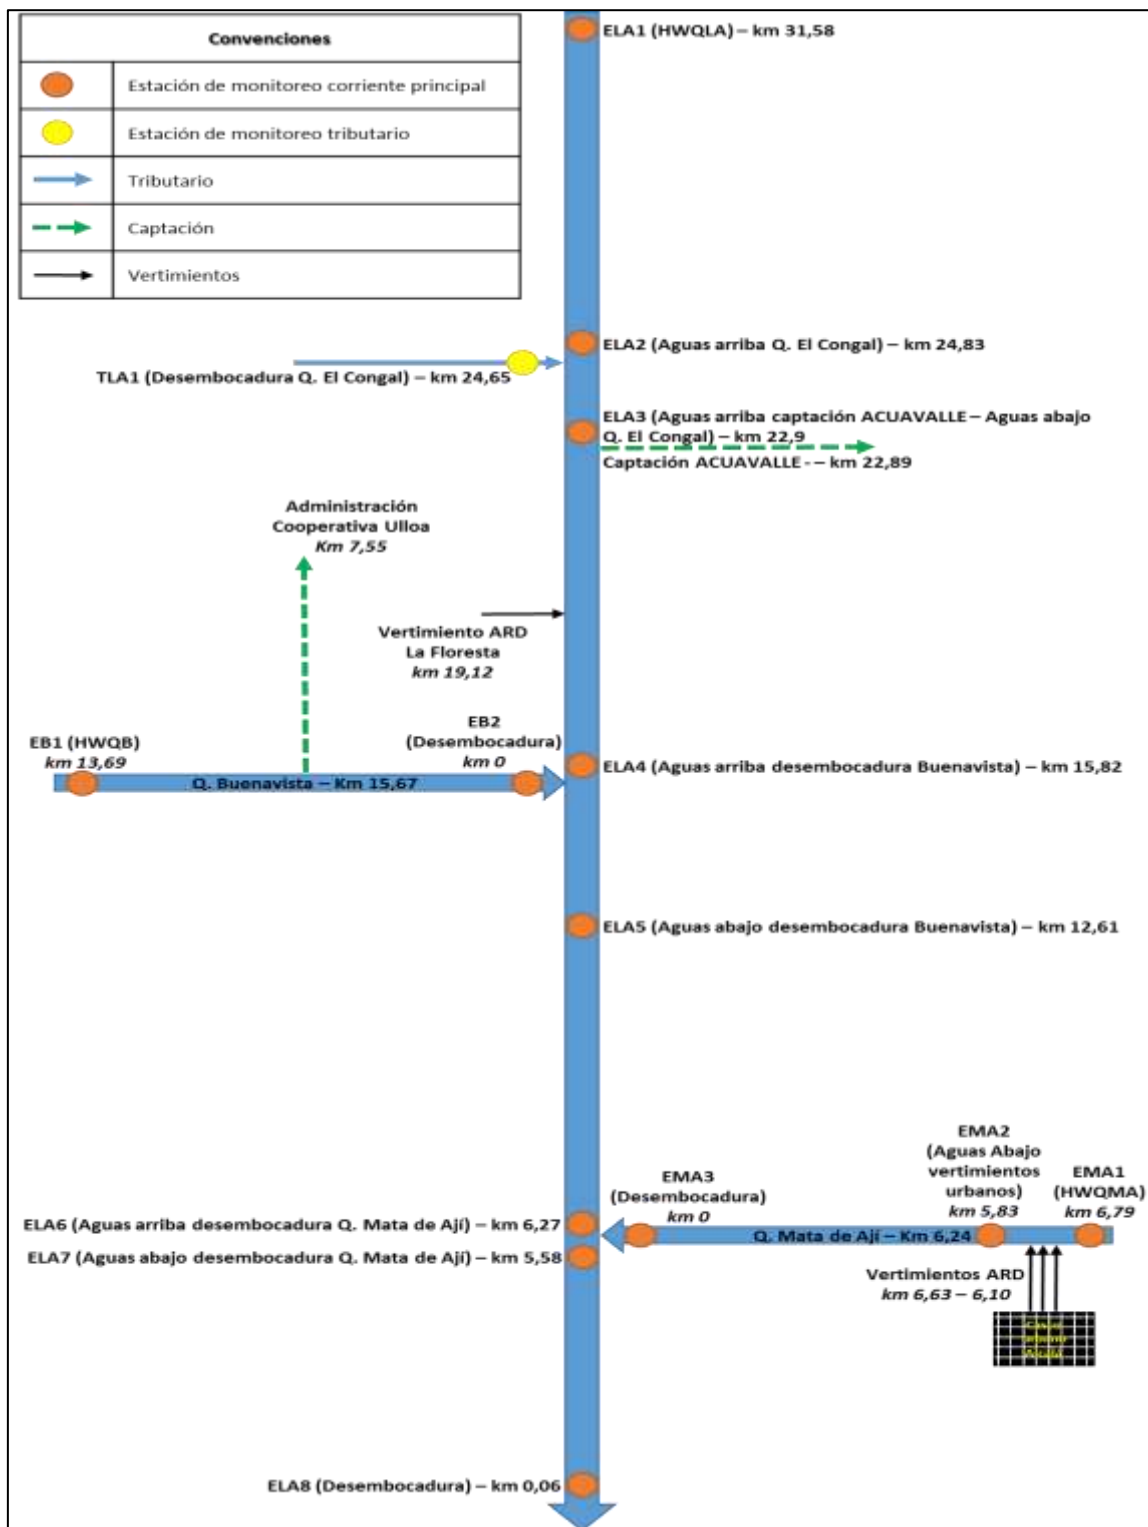 Convenciones
Estación de monitoreo corriente principal
Estación de monitoreo tributario
Tributario
Captación
Vertimientos
ELA1 (HWQLA) – km 31,58
ELA2 (Aguas arriba Q. El Congal) – km 24,83
TLA1 (Desembocadura Q. El Congal) – km 24,65
ELA3 (Aguas arriba captación ACUAVALLE – Aguas abajo
Q. El Congal) – km 22,9
Captación ACUAVALLE - – km 22,89
Administración
Cooperativa Ulloa
Km 7,55
Vertimiento ARD
La Floresta
km 19,12
EB1 (HWQB)
km 13,69
EB2
(Desembocadura)
km 0
Q. Buenavista – Km 15,67
ELA4 (Aguas arriba desembocadura Buenavista) – km 15,82
ELA5 (Aguas abajo desembocadura Buenavista) – km 12,61
EMA3
(Desembocadura)
km 0
EMA2
(Aguas Abajo
vertimientos
urbanos)
km 5,83
EMA1
(HWQMA)
km 6,79
ELA6 (Aguas arriba desembocadura Q. Mata de Ají) – km 6,27
Q. Mata de Ají – Km 6,24
ELA7 (Aguas abajo desembocadura Q. Mata de Ají) – km 5,58
Vertimientos ARD
km 6,63 – 6,10
ELA8 (Desembocadura) – km 0,06